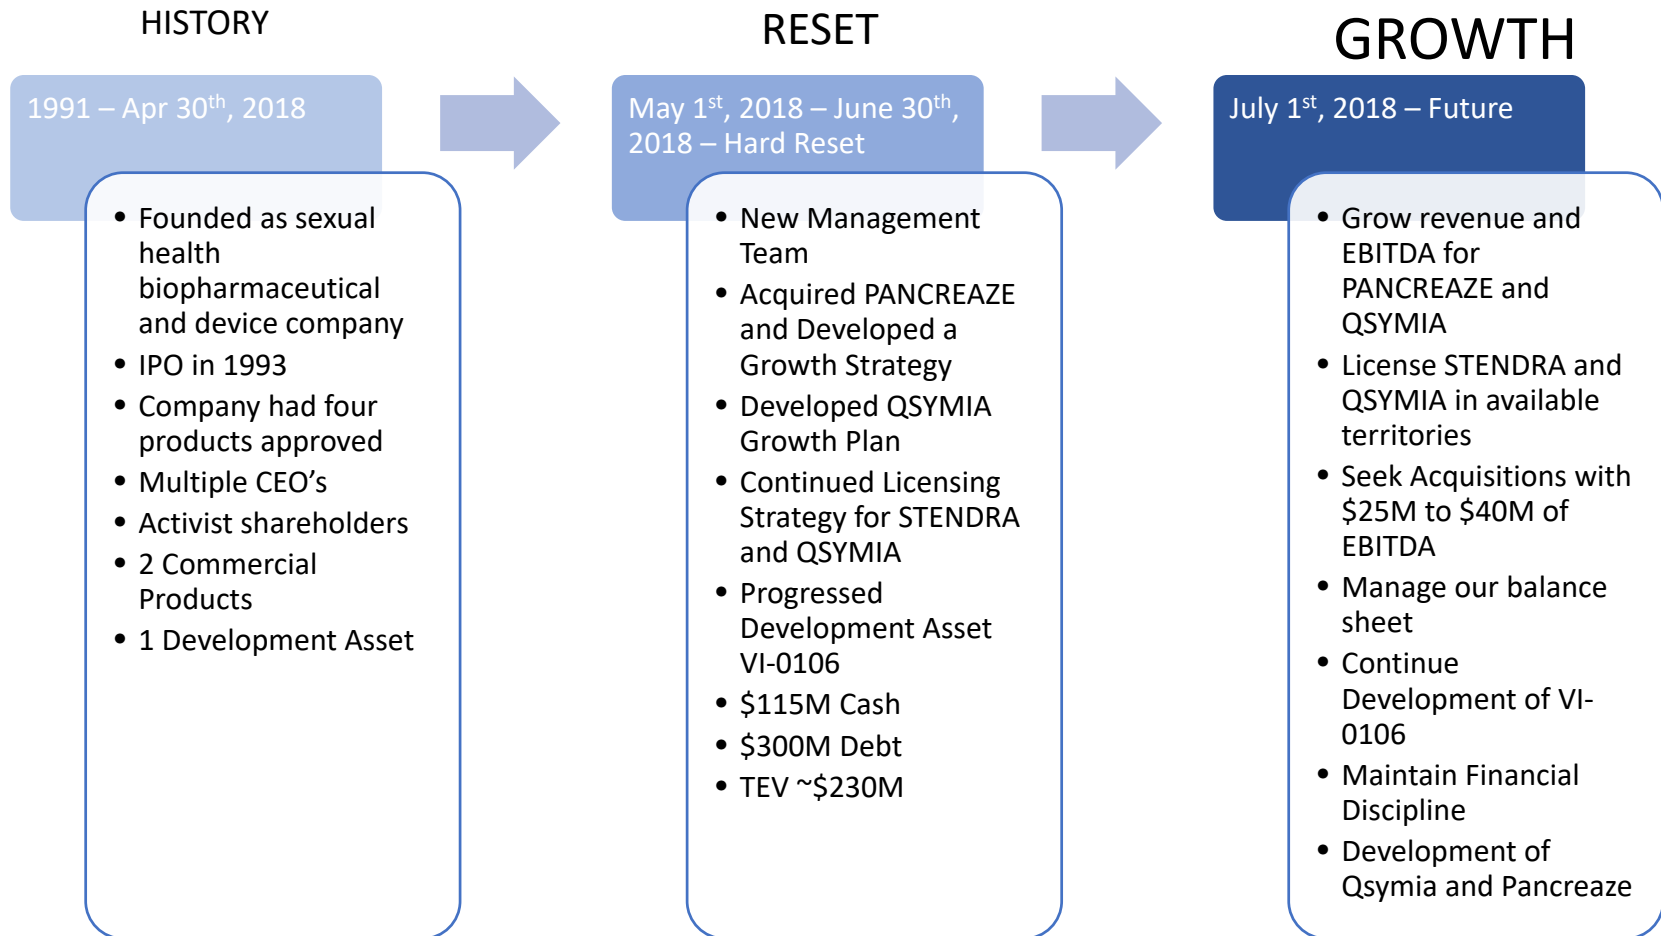 HISTORY
1991 – Apr 30th, 2018
• Founded as sexual
health
biopharmaceutical
and device company
• IPO in 1993
• Company had four
products approved
• Multiple CEO’s
• Activist shareholders
• 2 Commercial
Products
• 1 Development Asset
RESET
May 1st, 2018 – June 30th,
2018 – Hard Reset
• New Management
Team
• Acquired PANCREAZE
and Developed a
Growth Strategy
• Developed QSYMIA
Growth Plan
• Continued Licensing
Strategy for STENDRA
and QSYMIA
• Progressed
Development Asset
VI-0106
• $115M Cash
• $300M Debt
• TEV ~$230M
GROWTH
July 1st, 2018 – Future
• Grow revenue and
EBITDA for
PANCREAZE and
QSYMIA
• License STENDRA and
QSYMIA in available
territories
• Seek Acquisitions with
$25M to $40M of
EBITDA
• Manage our balance
sheet
• Continue
Development of VI-
0106
• Maintain Financial
Discipline
• Development of
Qsymia and Pancreaze